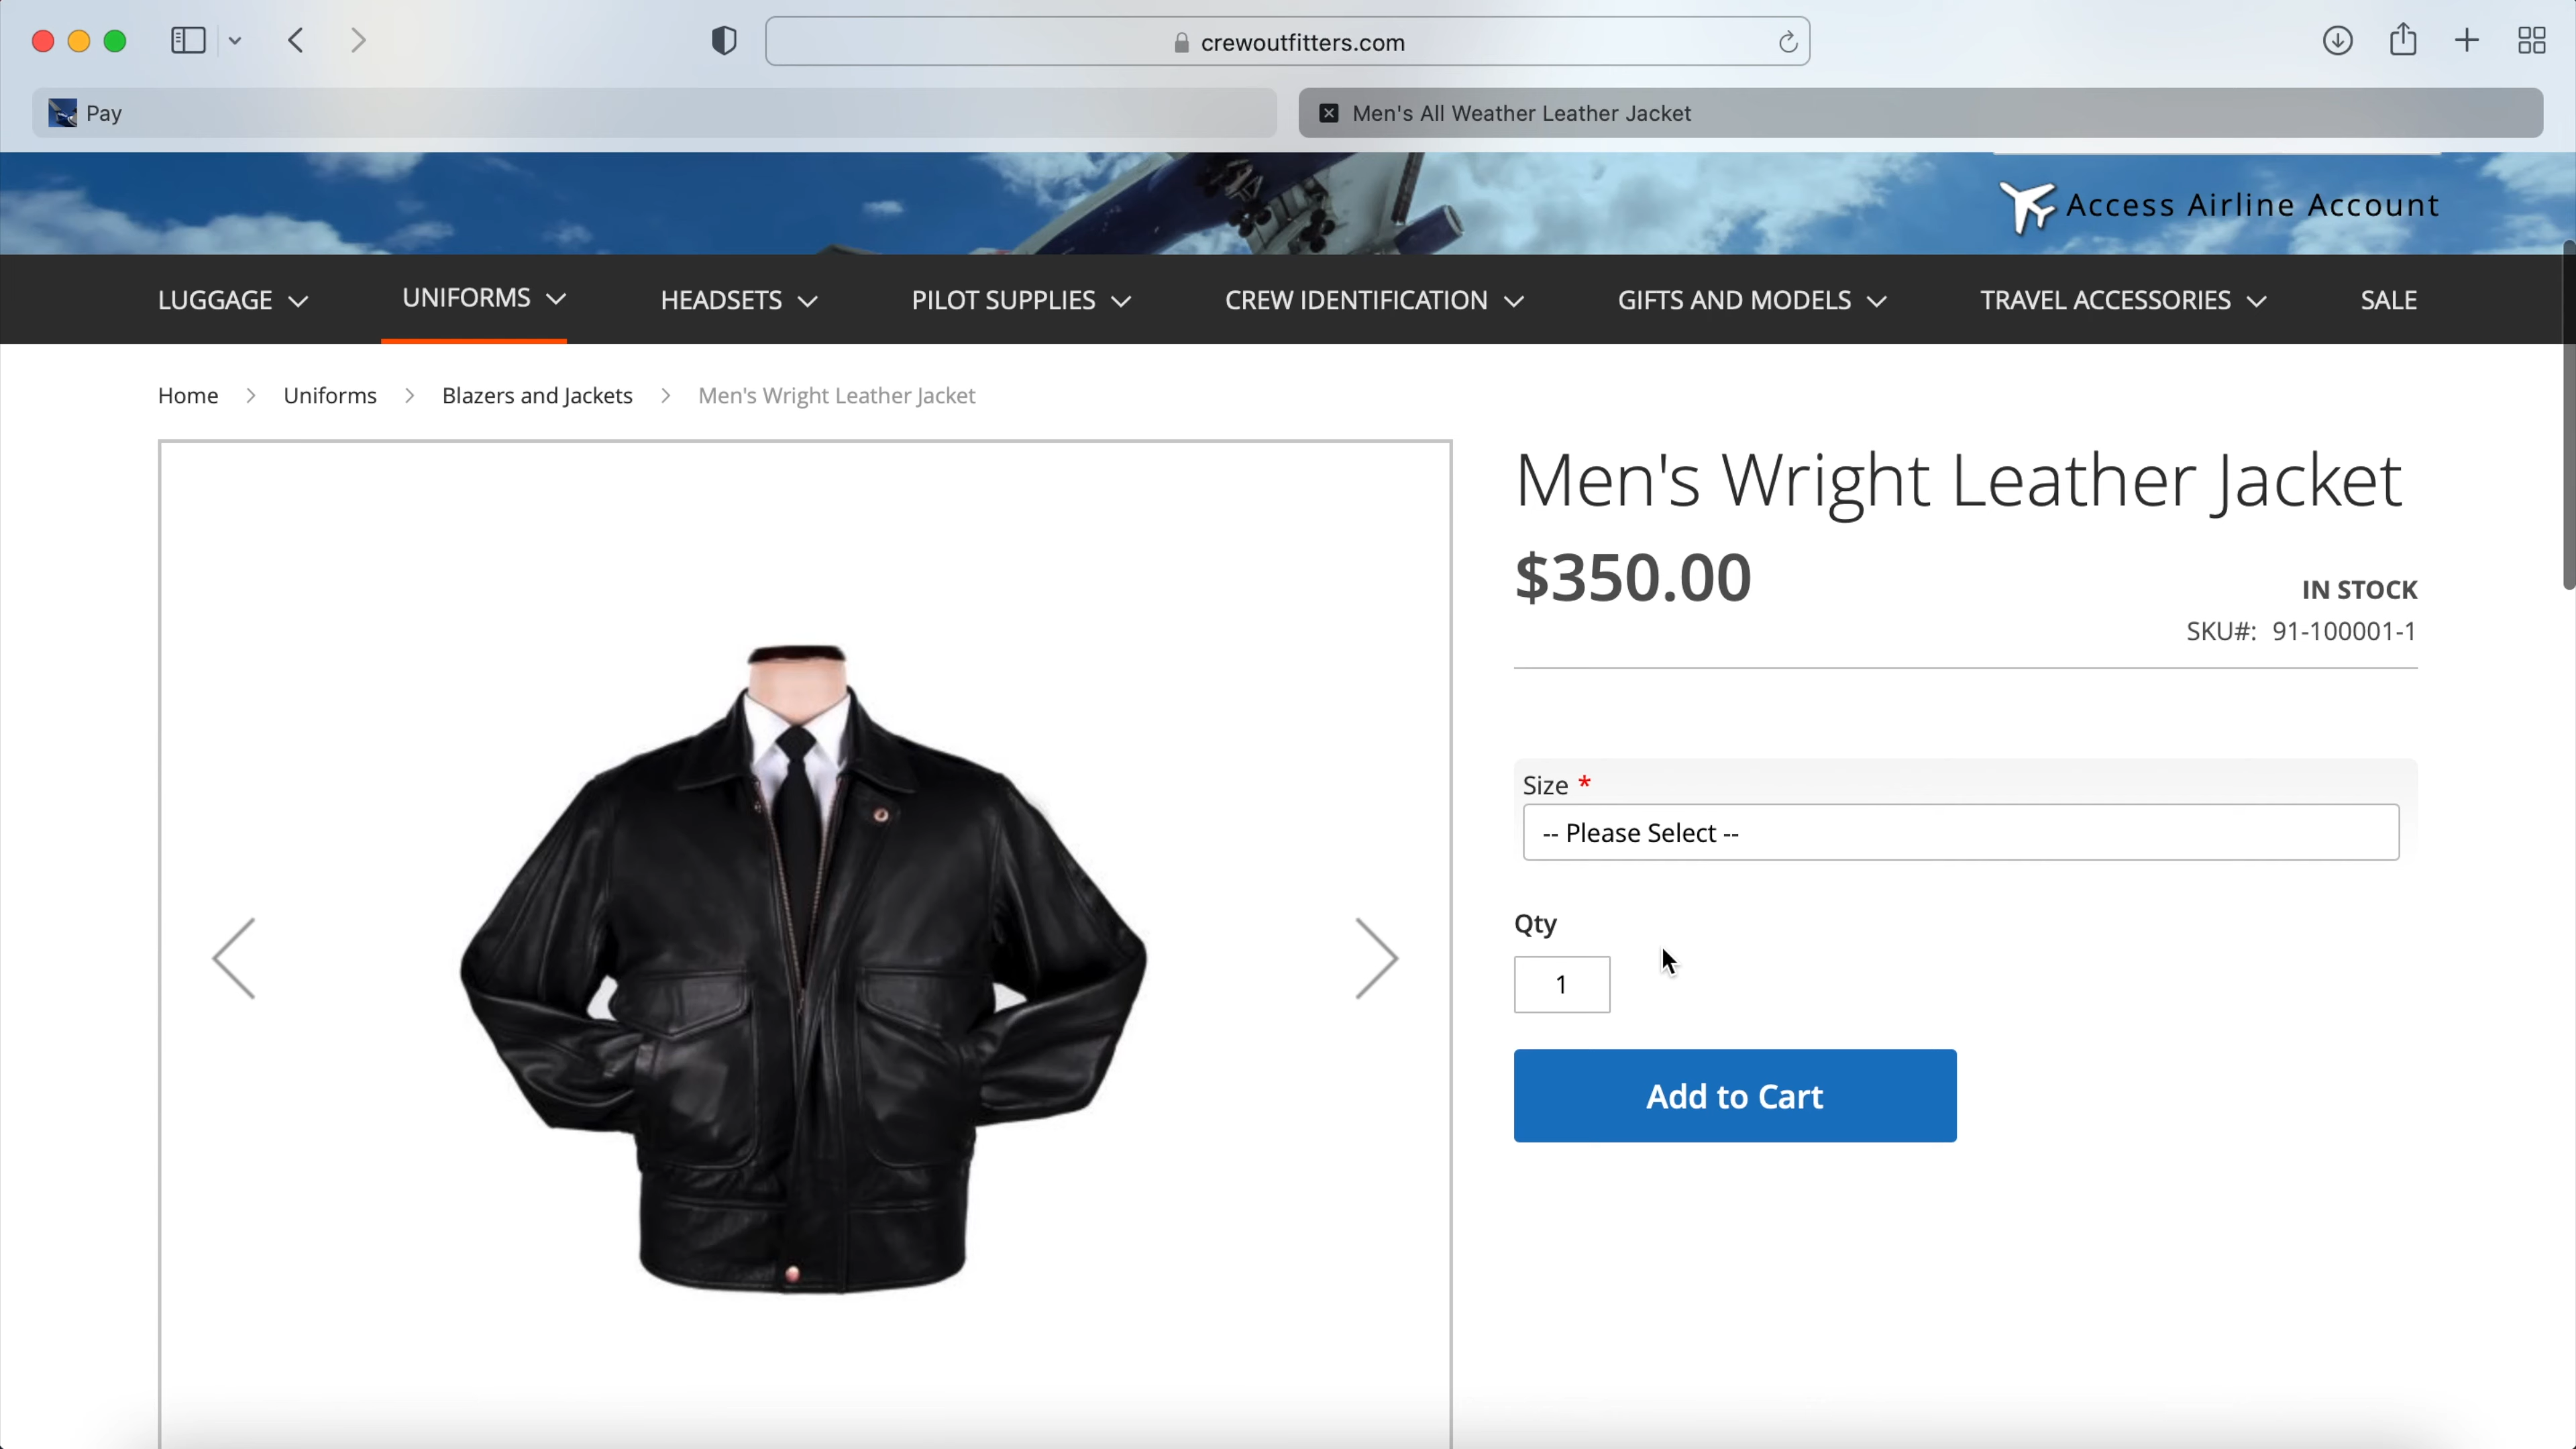 crewoutfitters.com
Pay
Men's All Weather Leather Jacket
Access Airline Account
LUGGAGE UNIFORMS HEADSETS PILOT SUPPLIES CREW IDENTIFICATION GIFTS AND MODELS TRAVEL ACCESSORIES SALE
Home > Uniforms > Blazers and Jackets > Men's Wright Leather Jacket
Men's Wright Leather Jacket
$350.00
IN STOCK
SKU#: 91-100001-1
Size *
-- Please Select --
Qty
1
Add to Cart